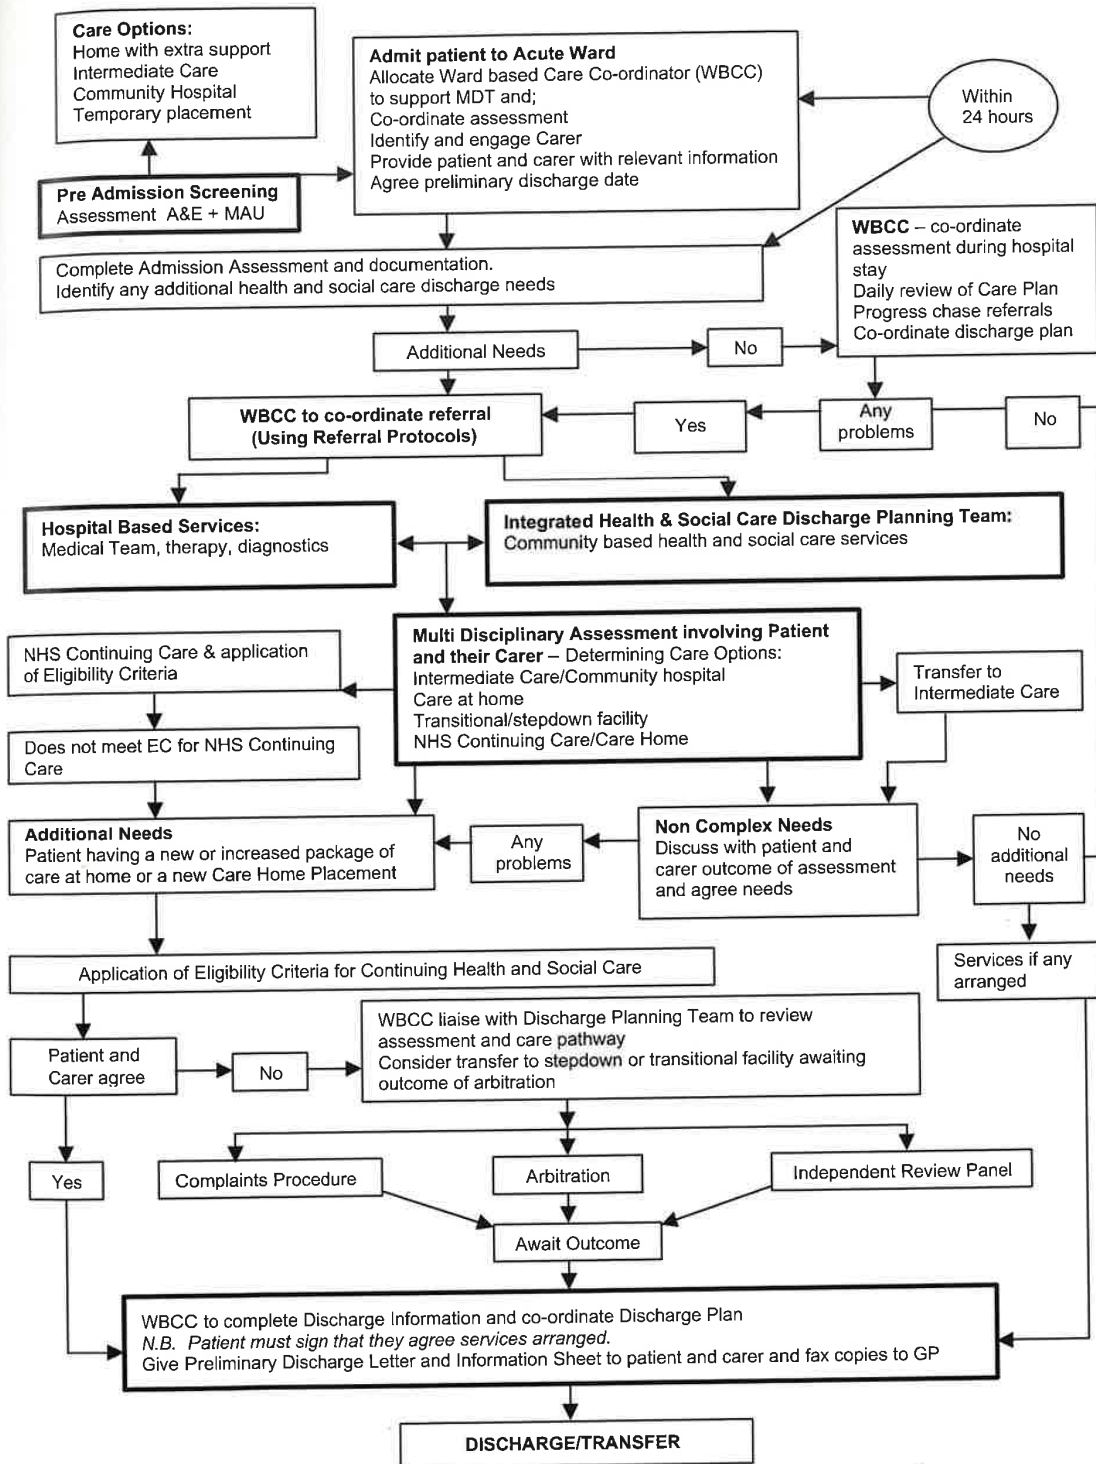 Care Options:
Home with extra support
Intermediate Care
Community Hospital
Temporary placement
Admit patient to Acute Ward
Allocate Ward based Care Co-ordinator (WBCC)
to support MDT and;
Co-ordinate assessment
Identify and engage Carer
Provide patient and carer with relevant information
Agree preliminary discharge date
Within
24 hours
Pre Admission Screening
Assessment A&E + MAU
WBCC – co-ordinate
assessment during hospital
stay
Daily review of Care Plan
Progress chase referrals
Co-ordinate discharge plan
Complete Admission Assessment and documentation.
Identify any additional health and social care discharge needs
Additional Needs
No
WBCC to co-ordinate referral
(Using Referral Protocols)
Yes
Any
problems
No
Hospital Based Services:
Medical Team, therapy, diagnostics
Integrated Health & Social Care Discharge Planning Team:
Community based health and social care services
Multi Disciplinary Assessment involving Patient
and their Carer – Determining Care Options:
Intermediate Care/Community hospital
Care at home
Transitional/stepdown facility
NHS Continuing Care/Care Home
NHS Continuing Care & application
of Eligibility Criteria
Transfer to
Intermediate Care
Does not meet EC for NHS Continuing
Care
Additional Needs
Patient having a new or increased package of
care at home or a new Care Home Placement
Any
problems
Non Complex Needs
Discuss with patient and
carer outcome of assessment
and agree needs
No
additional
needs
Application of Eligibility Criteria for Continuing Health and Social Care
Services if any
arranged
WBCC liaise with Discharge Planning Team to review
assessment and care pathway
Consider transfer to stepdown or transitional facility awaiting
outcome of arbitration
Patient and
Carer agree
No
Yes
Complaints Procedure
Arbitration
Independent Review Panel
Await Outcome
WBCC to complete Discharge Information and co-ordinate Discharge Plan
N.B. Patient must sign that they agree services arranged.
Give Preliminary Discharge Letter and Information Sheet to patient and carer and fax copies to GP
DISCHARGE/TRANSFER